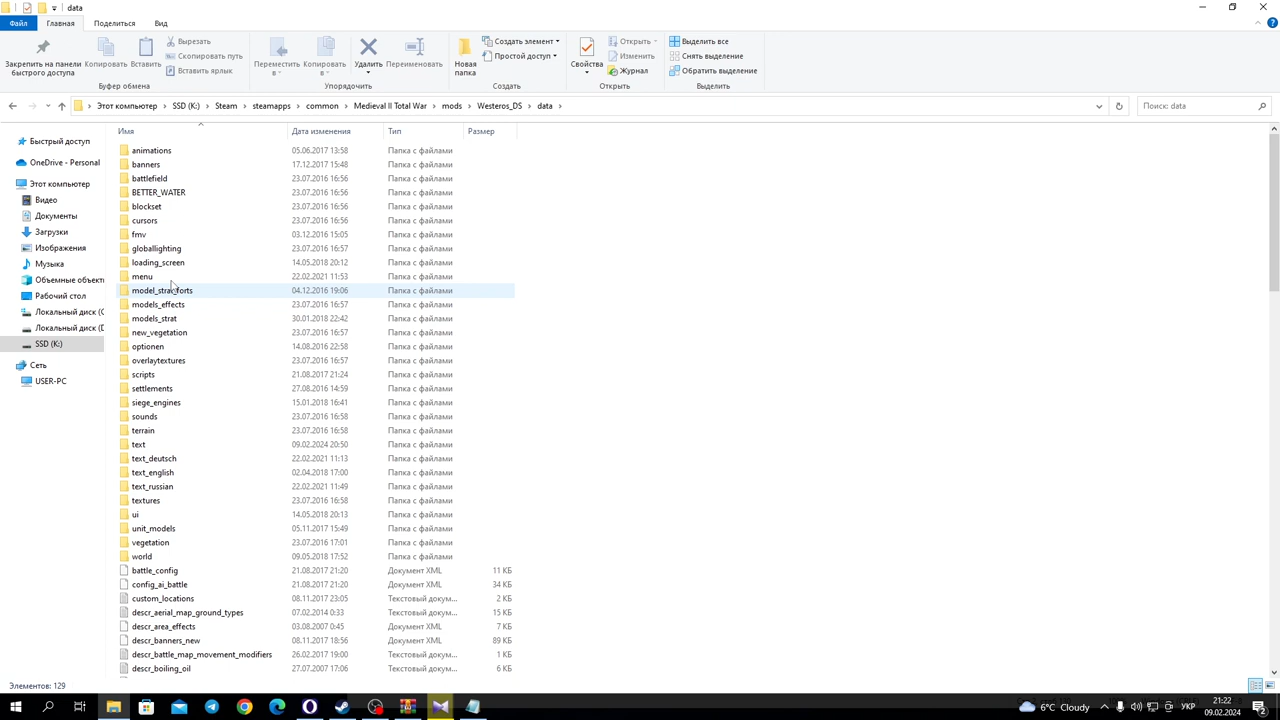 data
Файл
Главная
Поделиться
Вид
Закрепить на панели
быстрого доступа
Копировать
Вставить
Вырезать
Скопировать путь
Вставить ярлык
Переместить
в
Копировать
в
Удалить
Переименовать
Новая
папка
Создать элемент
Простой доступ
Свойства
Открыть
Изменить
Журнал
Выделить все
Снять выделение
Обратить выделение
Буфер обмена
Упорядочить
Создать
Открыть
Выделить
Этот компьютер > SSD (K:) > Steam > steamapps > common > Medieval II Total War > mods > Westeros_DS > data >
Поиск: data
Имя Дата изменения Тип Размер
Быстрый доступ
OneDrive - Personal
Этот компьютер
Видео
Документы
Загрузки
Изображения
Музыка
Объемные объект
Рабочий стол
Локальный диск (C
Локальный диск (D
SSD (K:)
Сеть
USER-PC
animations 05.06.2017 13:58 Папка с файлами
banners 17.12.2017 15:48 Папка с файлами
battlefield 23.07.2016 16:56 Папка с файлами
BETTER_WATER 23.07.2016 16:56 Папка с файлами
blockset 23.07.2016 16:56 Папка с файлами
cursors 23.07.2016 16:56 Папка с файлами
fmv 03.12.2016 15:05 Папка с файлами
globallighting 23.07.2016 16:57 Папка с файлами
loading_screen 14.05.2018 20:12 Папка с файлами
menu 22.02.2021 11:53 Папка с файлами
model_strat_forts 04.12.2016 19:06 Папка с файлами
models_effects 23.07.2016 16:57 Папка с файлами
models_strat 30.01.2018 22:42 Папка с файлами
new_vegetation 23.07.2016 16:57 Папка с файлами
optionen 14.08.2016 22:58 Папка с файлами
overlaytextures 23.07.2016 16:57 Папка с файлами
scripts 21.08.2017 21:24 Папка с файлами
settlements 27.08.2016 14:59 Папка с файлами
siege_engines 15.01.2018 16:41 Папка с файлами
sounds 23.07.2016 16:58 Папка с файлами
terrain 23.07.2016 16:58 Папка с файлами
text 09.02.2024 20:50 Папка с файлами
text_deutsch 22.02.2021 11:13 Папка с файлами
text_english 02.04.2018 17:00 Папка с файлами
text_russian 22.02.2021 11:49 Папка с файлами
textures 23.07.2016 16:58 Папка с файлами
ui 14.05.2018 20:13 Папка с файлами
unit_models 05.11.2017 15:49 Папка с файлами
vegetation 23.07.2016 17:01 Папка с файлами
world 09.05.2018 17:52 Папка с файлами
battle_config 21.08.2017 21:20 Документ XML 11 КБ
config_ai_battle 21.08.2017 21:20 Документ XML 34 КБ
custom_locations 08.11.2017 23:05 Текстовый докум... 2 КБ
descr_aerial_map_ground_types 07.02.2014 0:33 Текстовый докум... 15 КБ
descr_area_effects 3.08.2007 0:45 Документ XML 7 КБ
descr_banners_new 08.11.2017 18:56 Документ XML 89 КБ
descr_battle_map_movement_modifiers 26.02.2017 19:00 Текстовый докум... 1 КБ
descr_boiling_oil 27.07.2007 17:06 Текстовый докум... 6 КБ
Элементов: 129
6°C Cloudy
УКР
21:22
09.02.2024